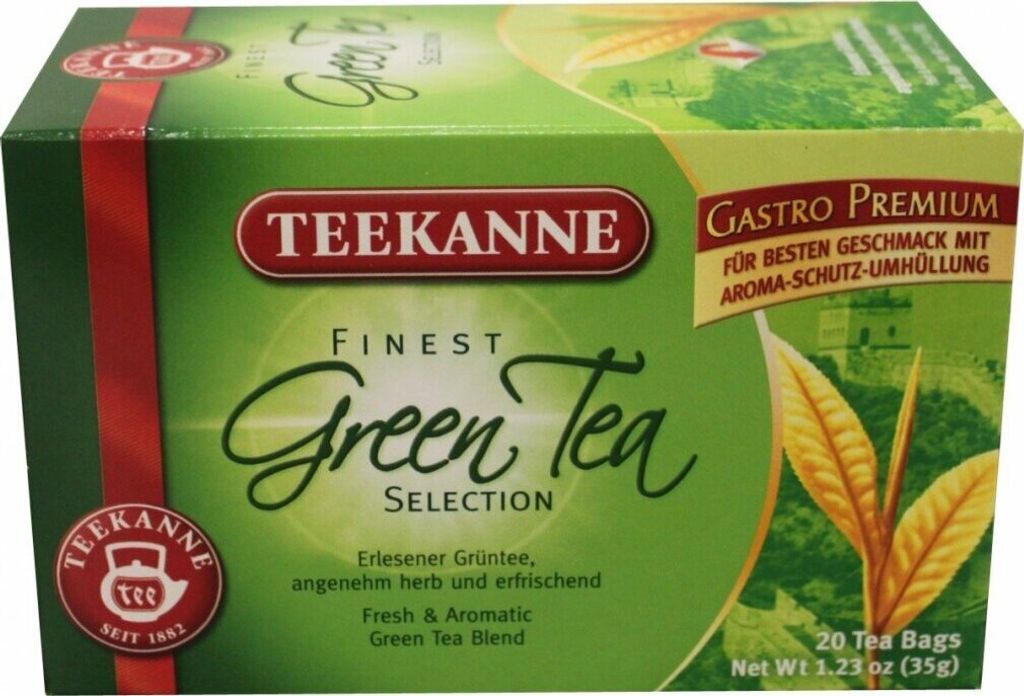 FINEST
Green Tea
SELECTION
TEEKANNE
GASTRO PREMIUM
FÜR BESTEN GESCHMACK MIT
AROMA-SCHUTZ-UMHÜLLUNG
FINEST
Green Tea
SELECTION
Erlesener Grüntee,
angenehm herb und erfrischend
Fresh & Aromatic
Green Tea Blend
TEEKANNE
tee
SEIT 1882
20 Tea Bags
Net Wt 1.23 oz (35g)